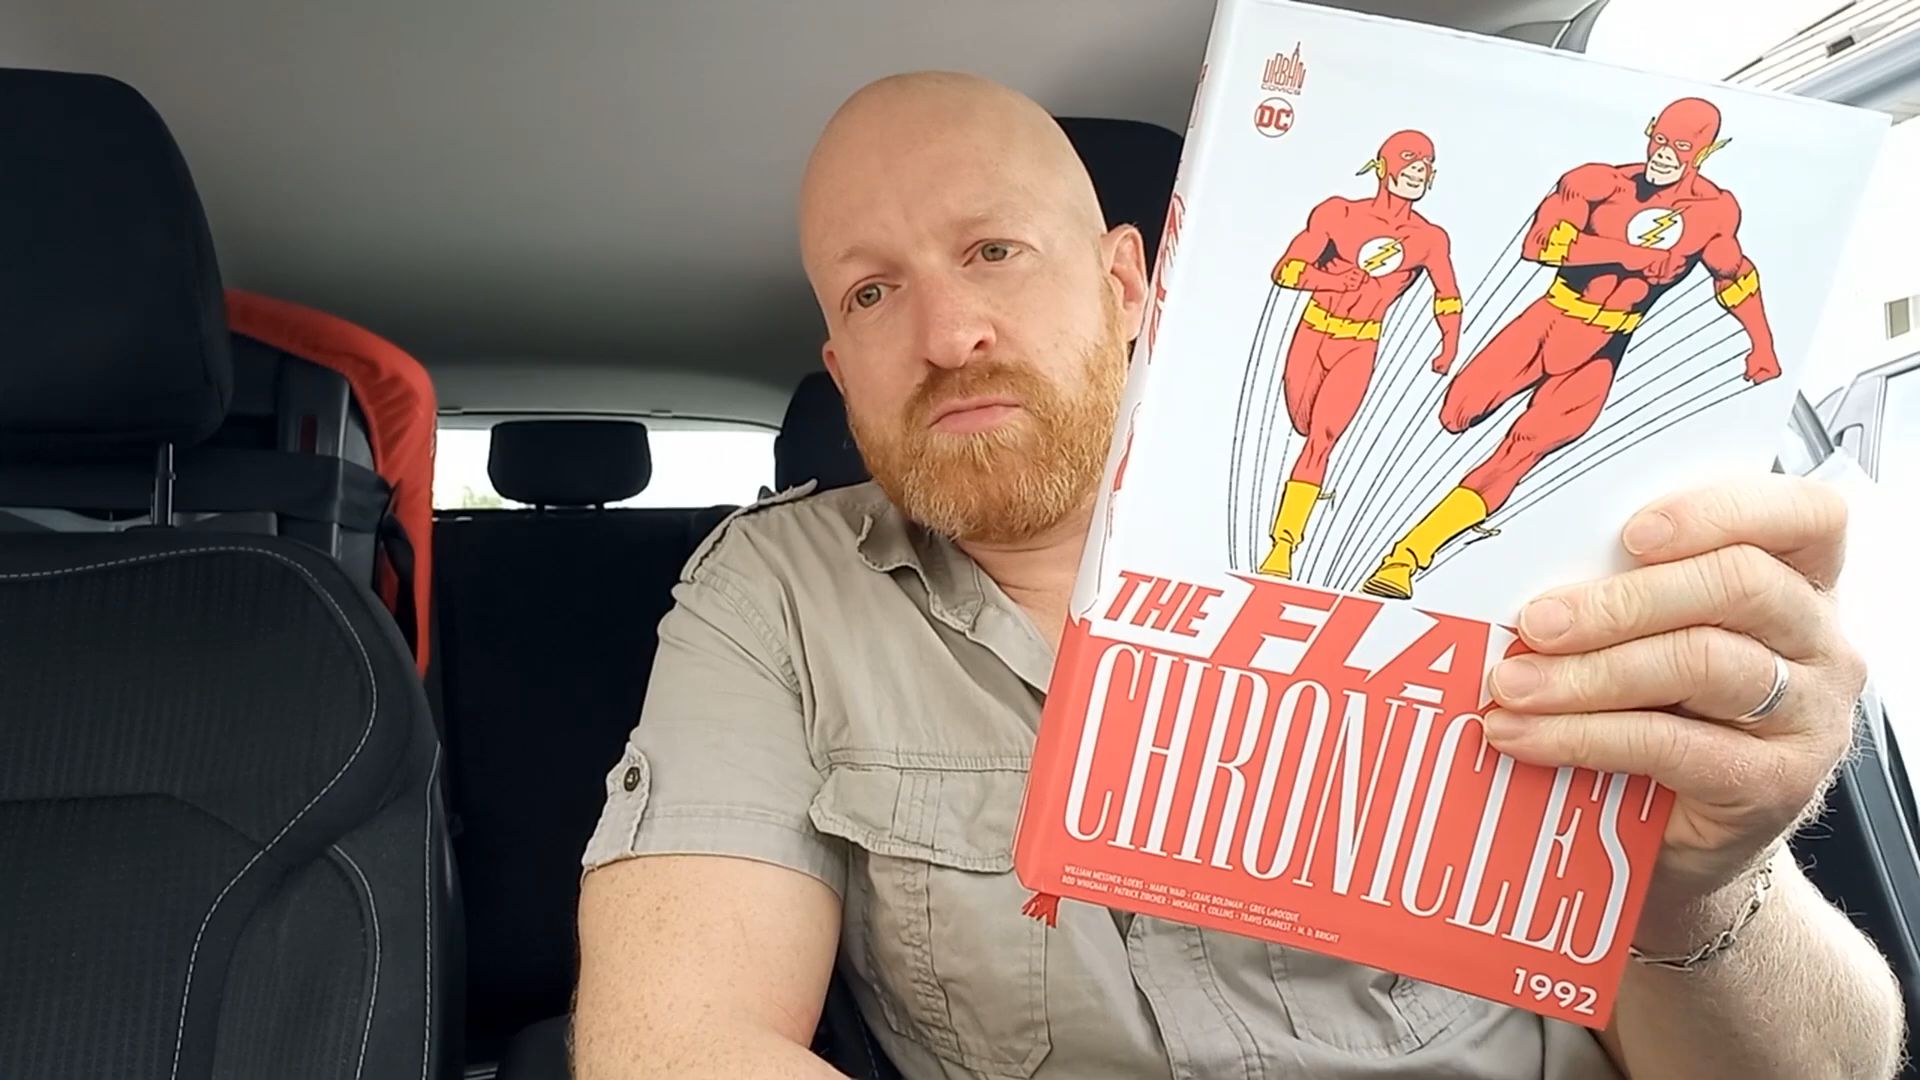 URBAN
COMICS
DC
THE FLA
CHRONICLES
WILLIAM MESSNER-LOEBS • MARK WAID • CRAIG BOLDMAN • GREG LaROCQUE
ROD WHIGHAM • PATRICK ZIRCHER • MICHAEL T. COLLINS • TRAVIS CHAREST • M. D. BRIGHT
1992